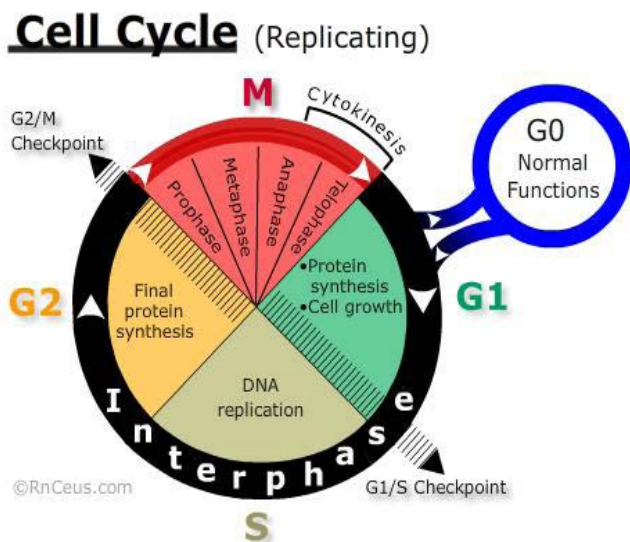 Cell Cycle (Replicating)
M
Cytokinesis
G2/M
Checkpoint
G0
Normal
Functions
Prophase
Metaphase
Anaphase
Telophase
G2
Final
protein
synthesis
•Protein
synthesis
•Cell growth
G1
DNA
replication
Interphase
©RnCeus.com
G1/S Checkpoint
S